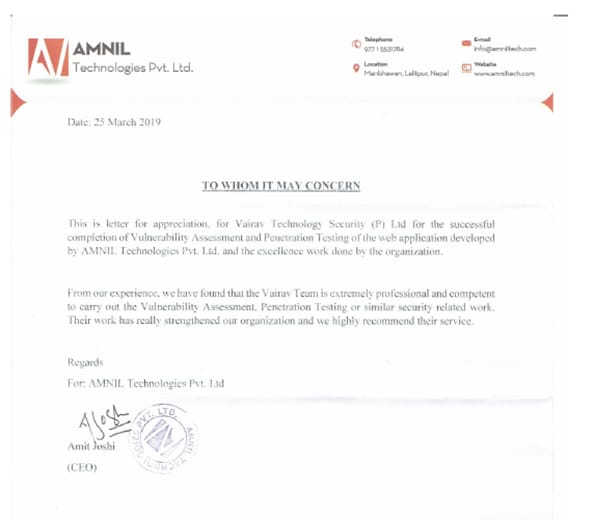 AMNIL
Technologies Pvt. Ltd.
Telephone
977 1 5531784
E-mail
info@amniltech.com
Location
Manbhawan, Lalitpur, Nepal
Website
www.amniltech.com
Date: 25 March 2019
TO WHOM IT MAY CONCERN
This is letter for appreciation, for Vairav Technology Security (P) Ltd for the successful
completion of Vulnerability Assessment and Penetration Testing of the web application developed
by AMNIL Technologies Pvt. Ltd. and the excellence work done by the organization.
From our experience, we have found that the Vairav Team is extremely professional and competent
to carry out the Vulnerability Assessment, Penetration Testing or similar security related work.
Their work has really strengthened our organization and we highly recommend their service.
Regards
For: AMNIL Technologies Pvt. Ltd
AJosh
AMNIL TECHNOLOGIES PVT. LTD.
Amit Joshi
(CEO)